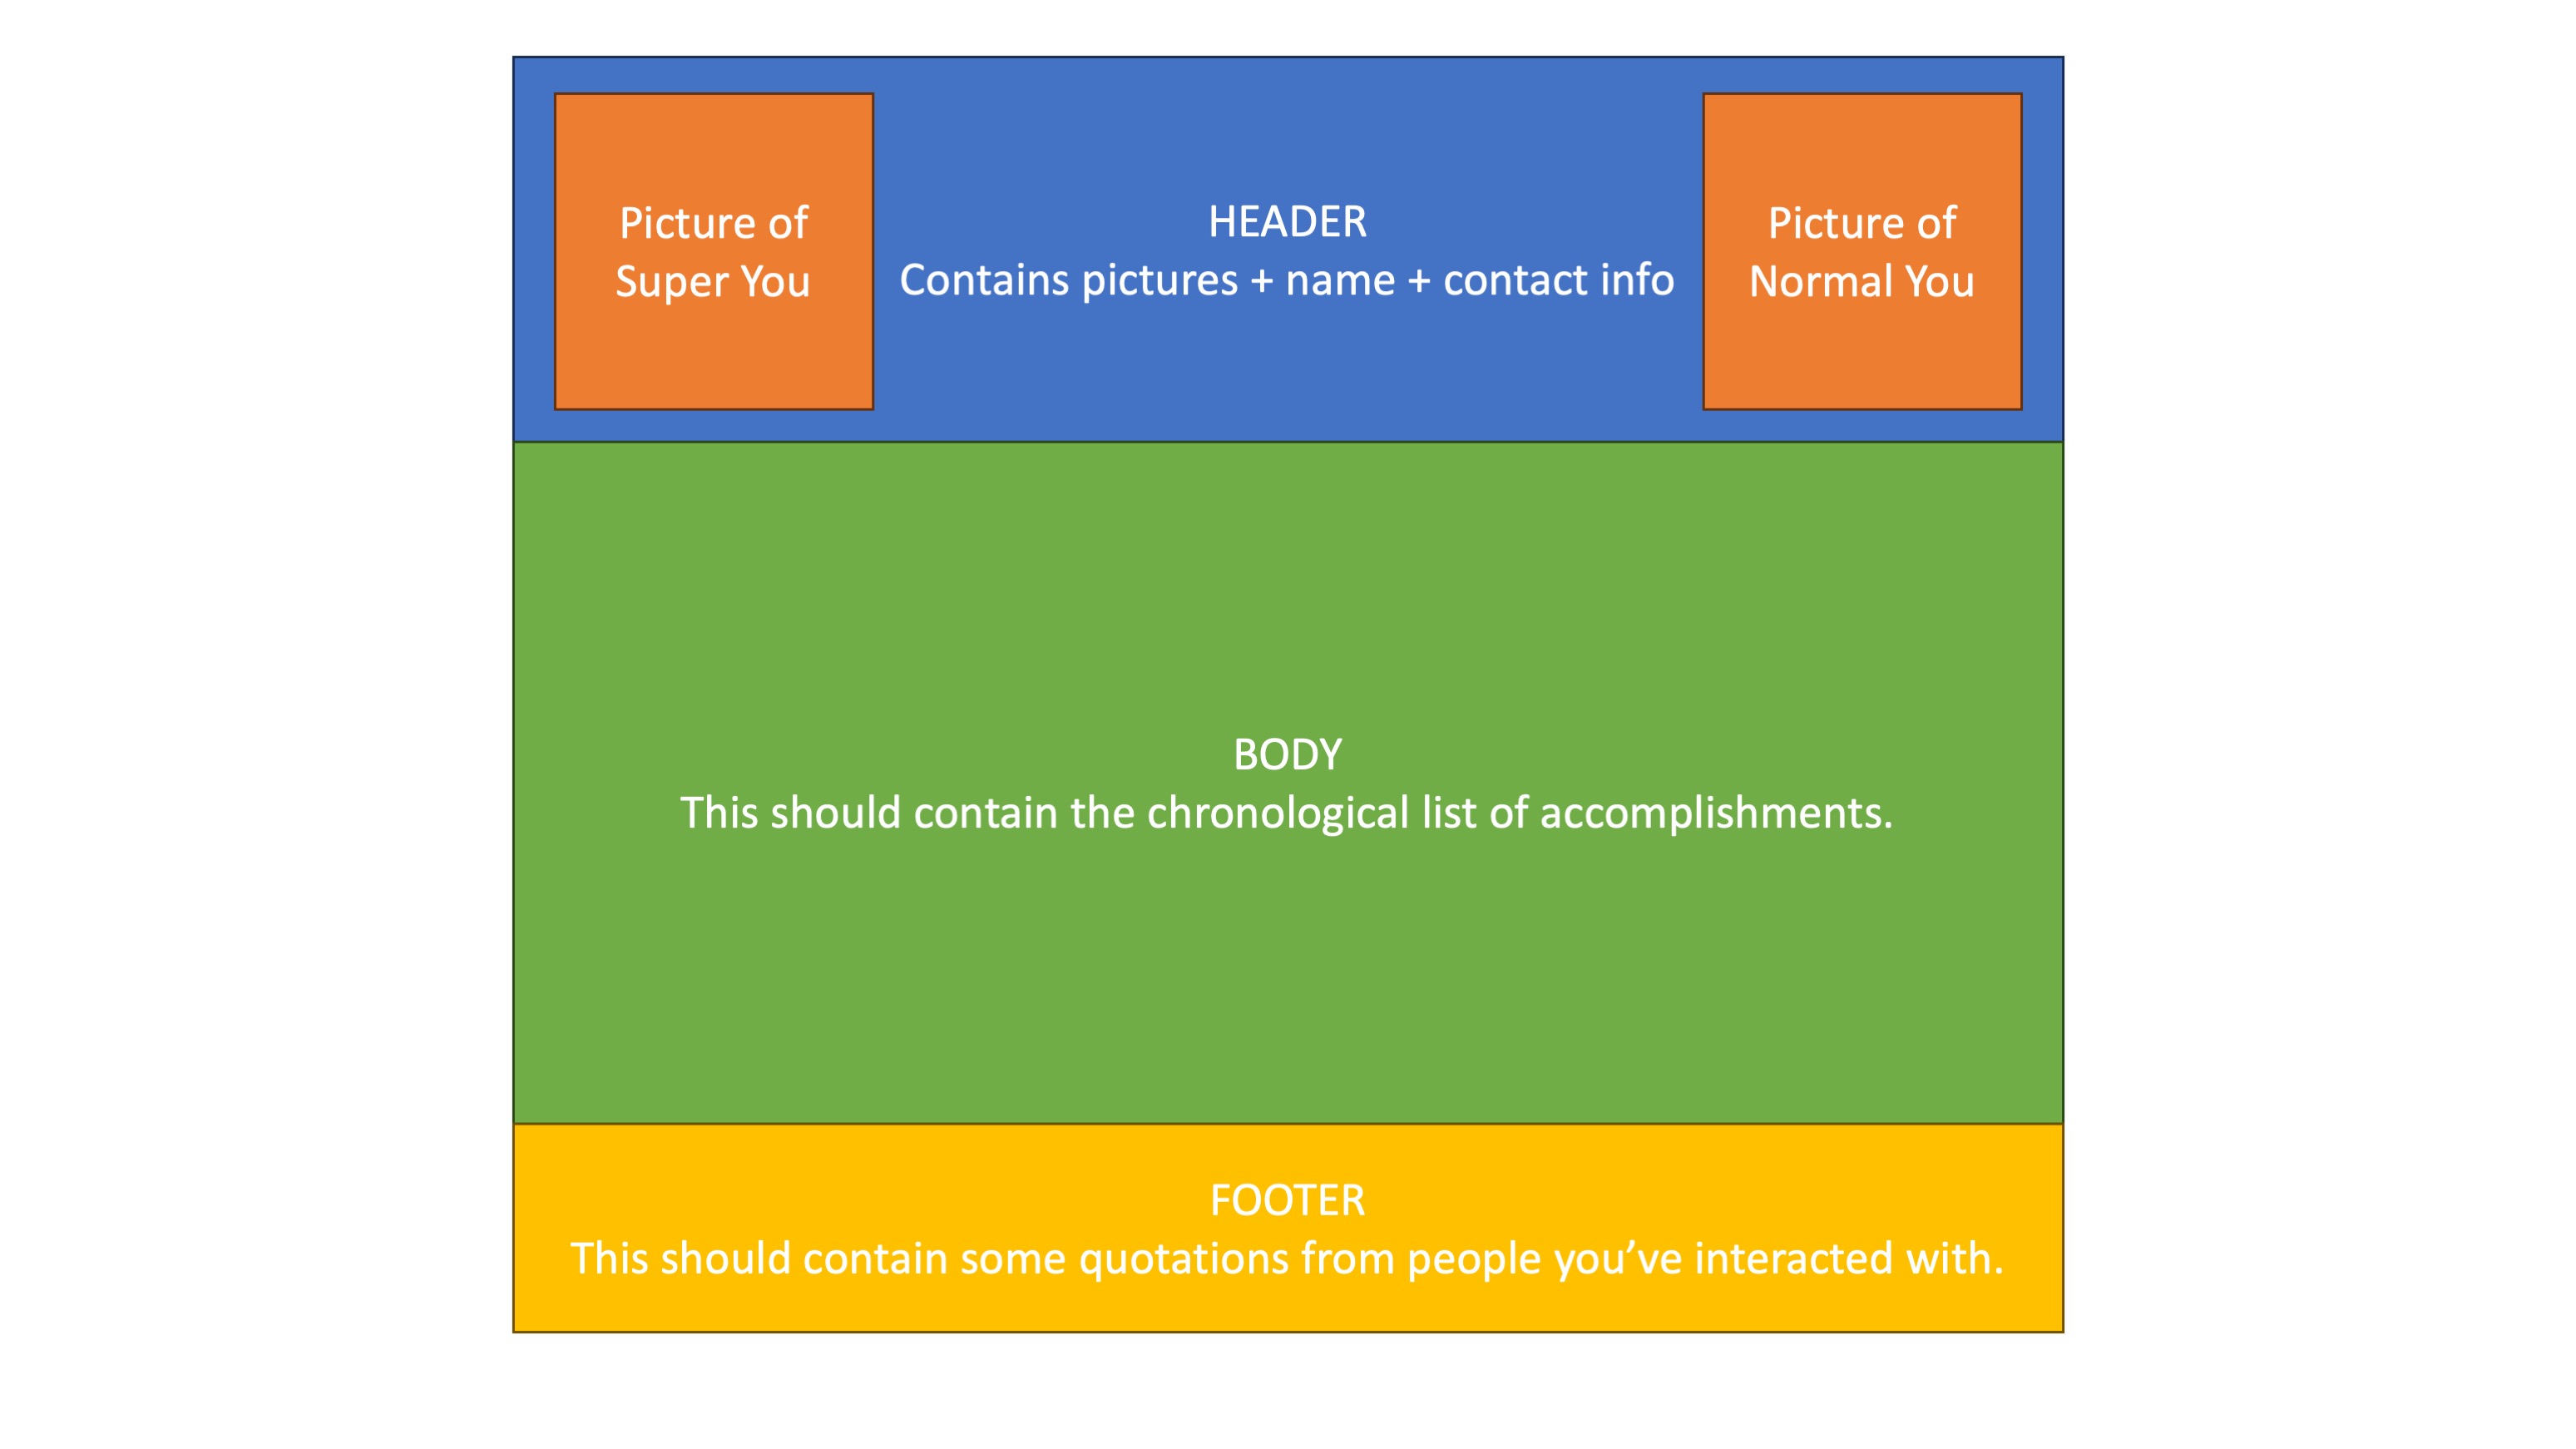 Picture of
Super You
HEADER
Contains pictures + name + contact info
Picture of
Normal You
BODY
This should contain the chronological list of accomplishments.
FOOTER
This should contain some quotations from people you’ve interacted with.